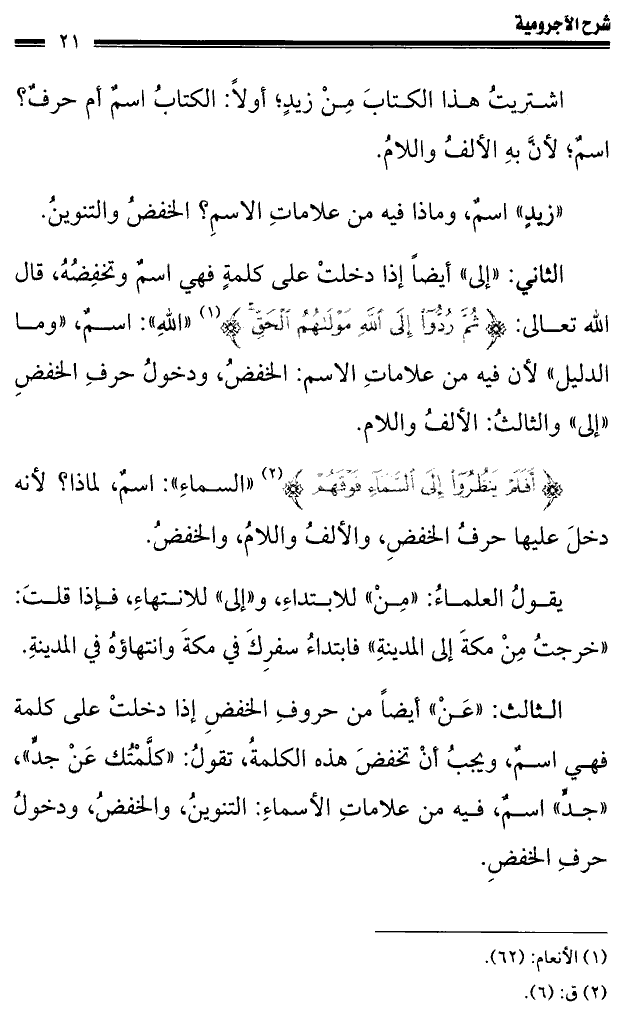 شرح الآجرومية
٢١
اشتريتُ هذا الكتابَ مِنْ زيدٍ؛ أولاً: الكتابُ اسمٌ أم حرفٌ؟
اسمٌ؛ لأنَّ بهِ الألفُ واللامُ.
«زيدٍ» اسمٌ، وماذا فيه من علاماتِ الاسمِ؟ الخفضُ والتنوينُ.
الثاني: «إلى» أيضاً إذا دخلتْ على كلمةٍ فهي اسمٌ وتخفِضُهُ، قال
الله تعالى: ﴿ثُمَّ رُدُّوٓاْ إِلَى ٱللَّهِ مَوۡلَىٰهُمُ ٱلۡحَقِّۚ﴾(١) «اللهِ»: اسمٌ، «وما
الدليل» لأن فيه من علاماتِ الاسم: الخفضُ، ودخولُ حرفِ الخفضِ
«إلى» والثالثُ: الألفُ واللام.
﴿أَفَلَمۡ يَنظُرُوٓاْ إِلَى ٱلسَّمَآءِ فَوۡقَهُمۡ﴾(٢) «السماءِ»: اسمٌ، لماذا؟ لأنه
دخلَ عليها حرفُ الخفضِ، والألفُ واللامُ، والخفضُ.
يقولُ العلماءُ: «مِنْ» للابتداءِ، و«إلى» للانتهاءِ، فإذا قلتَ:
«خرجتُ مِنْ مكةَ إلى المدينةِ» فابتداءُ سفرِكَ في مكةَ وانتهاؤهُ في المدينةِ.
الثالث: «عَنْ» أيضاً من حروفِ الخفضِ إذا دخلتْ على كلمة
فهي اسمٌ، ويجبُ أنْ تخفضَ هذه الكلمةُ، تقولُ: «كلَّمْتُك عَنْ جدٍّ»،
«جدٍّ» اسمٌ، فيه من علاماتِ الأسماءِ: التنوينُ، والخفضُ، ودخولُ
حرفِ الخفضِ.
(١) الأنعام: (٦٢).
(٢) ق: (٦).